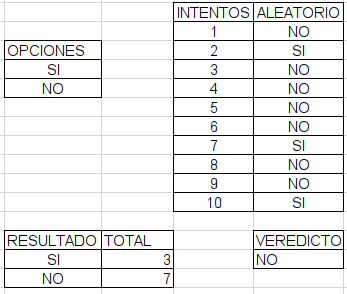 INTENTOS ALEATORIO
1 NO
2 SI
OPCIONES
SI 3 NO
NO 4 NO
5 NO
6 NO
7 SI
8 NO
9 NO
10 SI
RESULTADO TOTAL VEREDICTO
SI 3 NO
NO 7